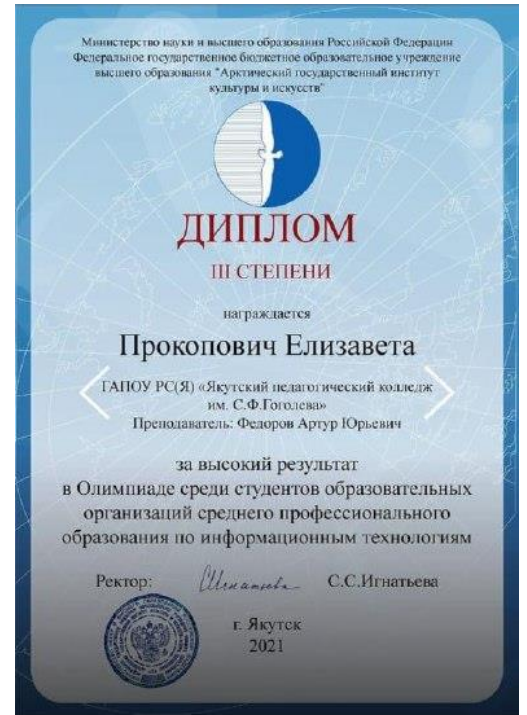 Министерство науки и высшего образования Российской Федерации
Федеральное государственное бюджетное образовательное учреждение
высшего образования "Арктический государственный институт
культуры и искусств"
ДИПЛОМ
III СТЕПЕНИ
награждается
Прокопович Елизавета
ГАПОУ РС(Я) «Якутский педагогический колледж
им. С.Ф.Гоголева»
Преподаватель: Федоров Артур Юрьевич
за высокий результат
в Олимпиаде среди студентов образовательных
организаций среднего профессионального
образования по информационным технологиям
Ректор: С.С.Игнатьева
г. Якутск
2021